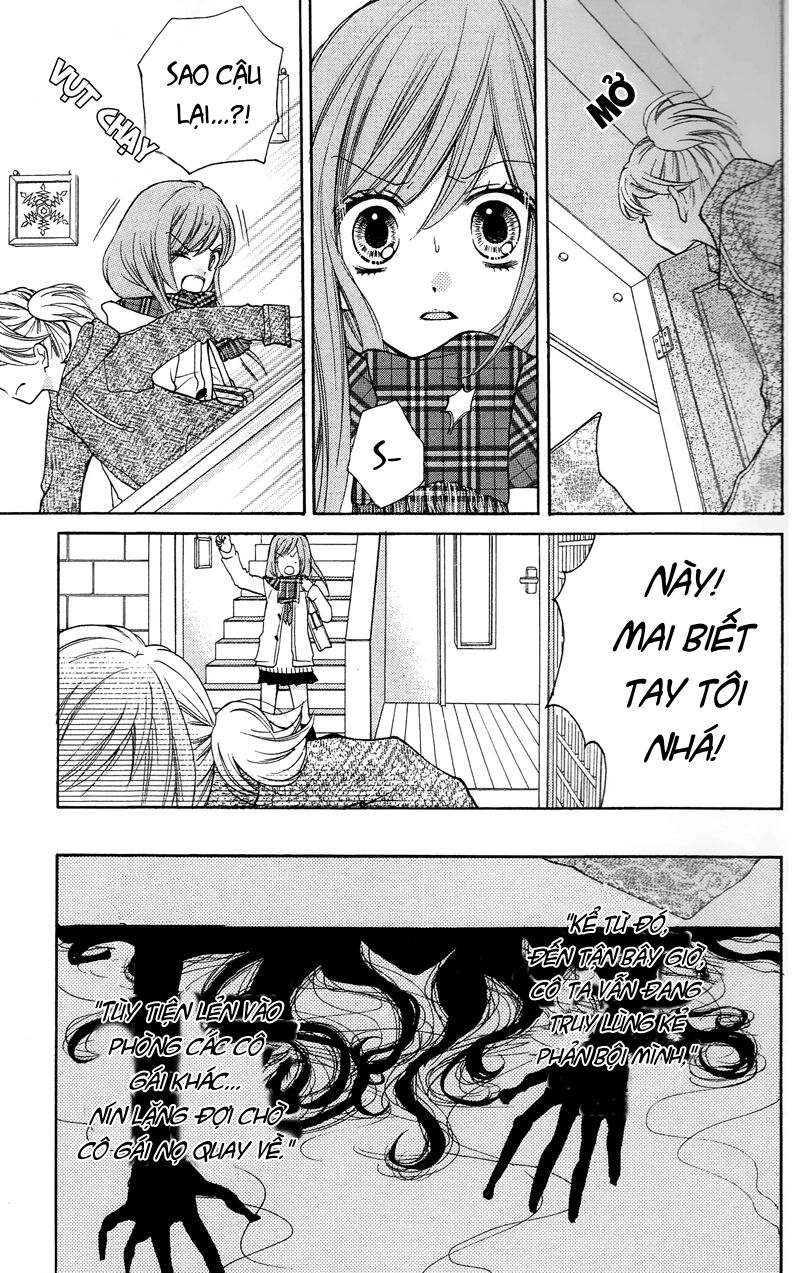 MỞ
S-
SAO CẬU
LẠI...?!
VỤT CHẠY
NÀY!
MAI BIẾT
TAY TÔI
NHÁ!
"KỂ TỪ ĐÓ,
ĐẾN TẬN BÂY GIỜ,
CÔ TA VẪN ĐANG
TRUY LÙNG KẺ
PHẢN BỘI MÌNH,"
"TÙY TIỆN LẺN VÀO
PHÒNG CÁC CÔ
GÁI KHÁC...
NÍN LẶNG ĐỢI CHỜ
CÔ GÁI NỌ QUAY VỀ."